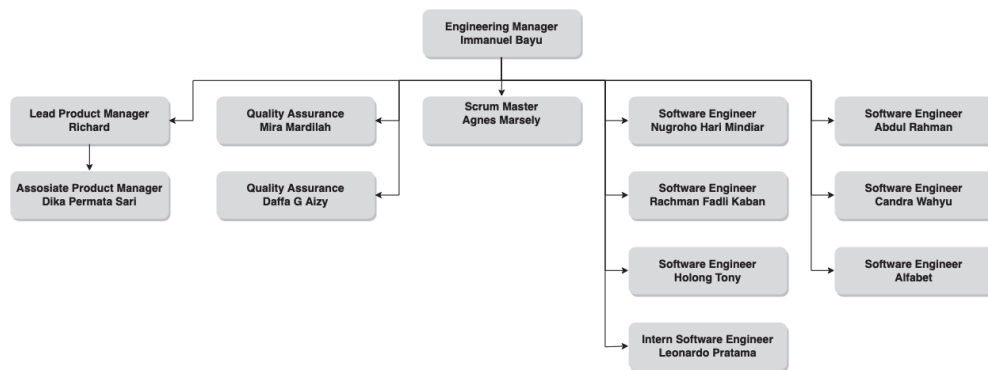 Engineering Manager
Immanuel Bayu
Lead Product Manager
Richard
Quality Assurance
Mira Mardilah
Scrum Master
Agnes Marsely
Software Engineer
Nugroho Hari Mindiar
Software Engineer
Abdul Rahman
Assosiate Product Manager
Dika Permata Sari
Quality Assurance
Daffa G Aizy
Software Engineer
Rachman Fadli Kaban
Software Engineer
Candra Wahyu
Software Engineer
Holong Tony
Software Engineer
Alfabet
Intern Software Engineer
Leonardo Pratama